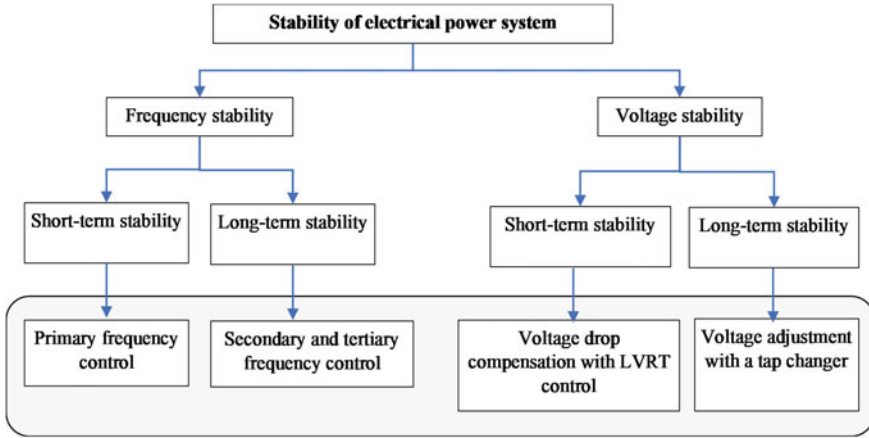 Stability of electrical power system
Frequency stability
Voltage stability
Short-term stability
Long-term stability
Short-term stability
Long-term stability
Primary frequency
control
Secondary and tertiary
frequency control
Voltage drop
compensation with LVRT
control
Voltage adjustment
with a tap changer